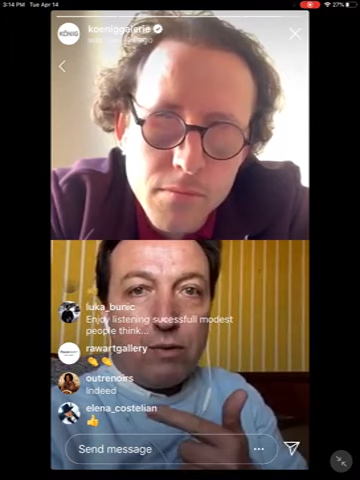 3:14 PM Tue Apr 14
27%
KÖNIG
koeniggalerie
luka_bunic
Enjoy listening sucessfull modest
people think...
rawartgallery
outrenoirs
Indeed
elena_costelian
Send message